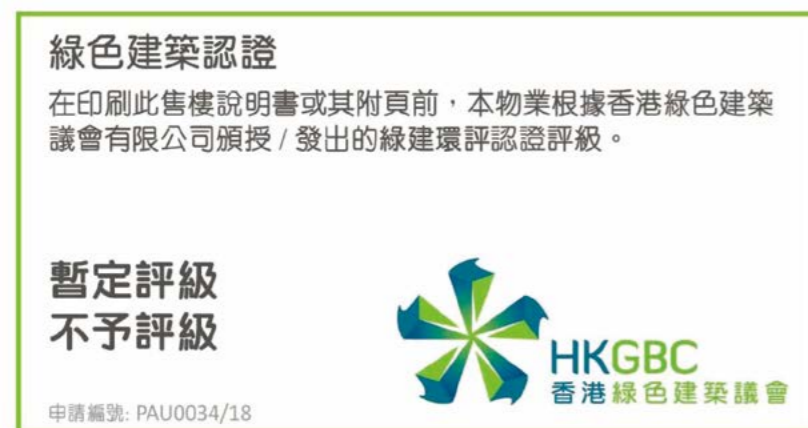 綠色建築認證
在印刷此售樓說明書或其附頁前，本物業根據香港綠色建築
議會有限公司頒授 / 發出的綠建環評認證評級。
暫定評級
不予評級
HKGBC
香港綠色建築議會
申請編號: PAU0034/18